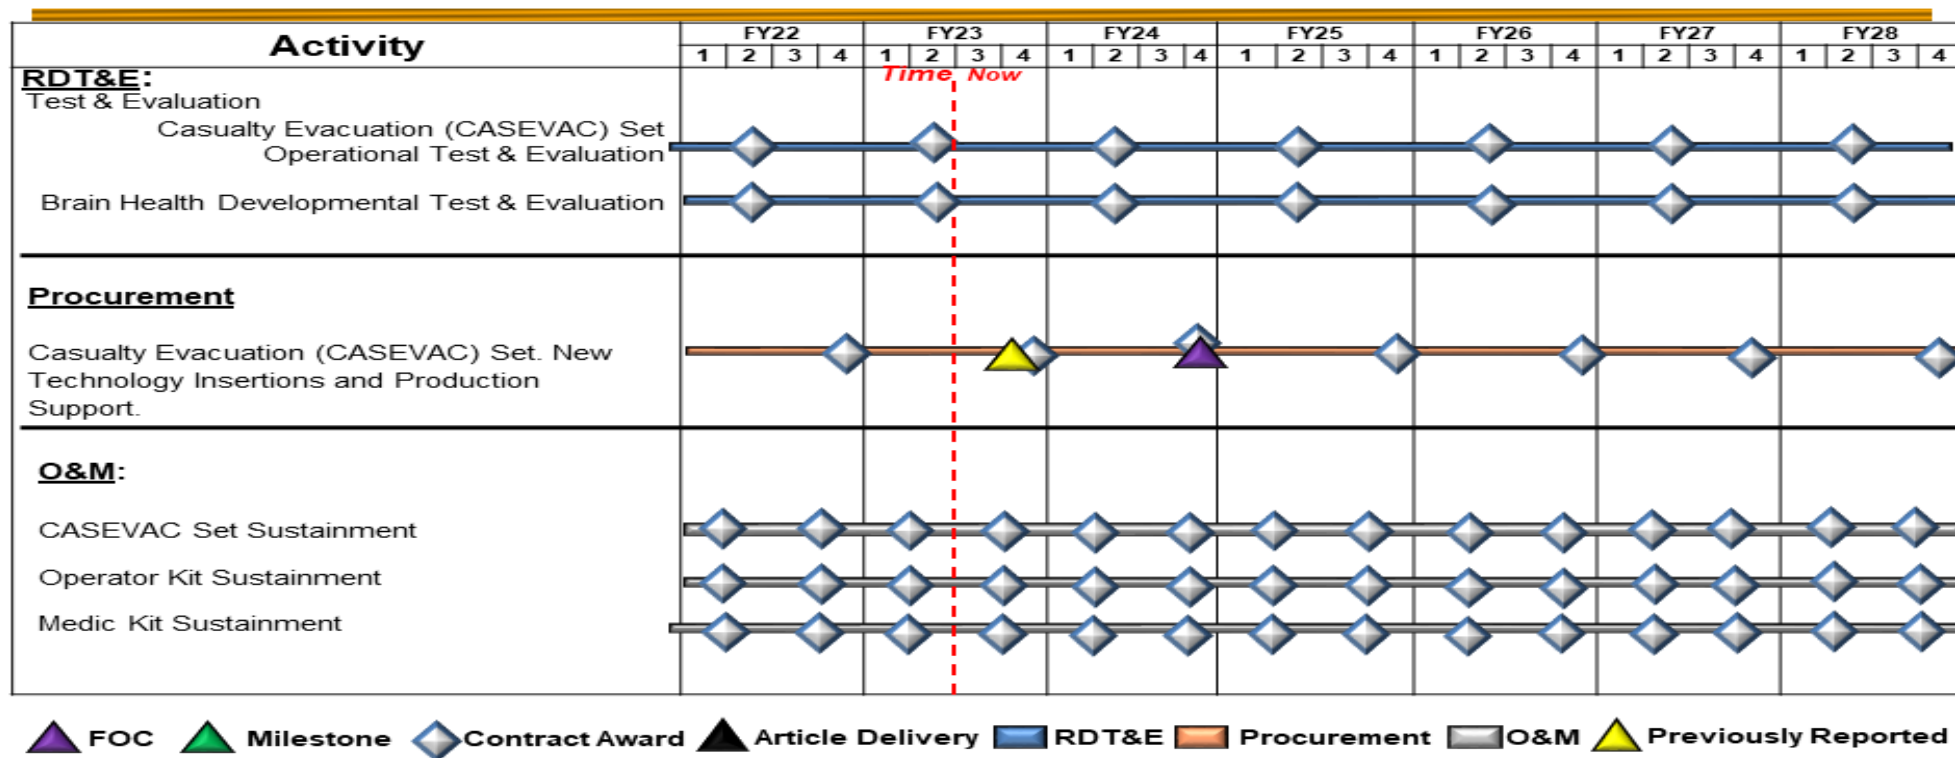 Activity
FY22 FY23 FY24 FY25 FY26 FY27 FY28
1 2 3 4 1 2 3 4 1 2 3 4 1 2 3 4 1 2 3 4 1 2 3 4 1 2 3 4
RDT&E:
Time Now
Test & Evaluation
Casualty Evacuation (CASEVAC) Set
Operational Test & Evaluation
Brain Health Developmental Test & Evaluation
Procurement
Casualty Evacuation (CASEVAC) Set. New
Technology Insertions and Production
Support.
O&M:
CASEVAC Set Sustainment
Operator Kit Sustainment
Medic Kit Sustainment
FOC Milestone Contract Award Article Delivery RDT&E Procurement O&M Previously Reported